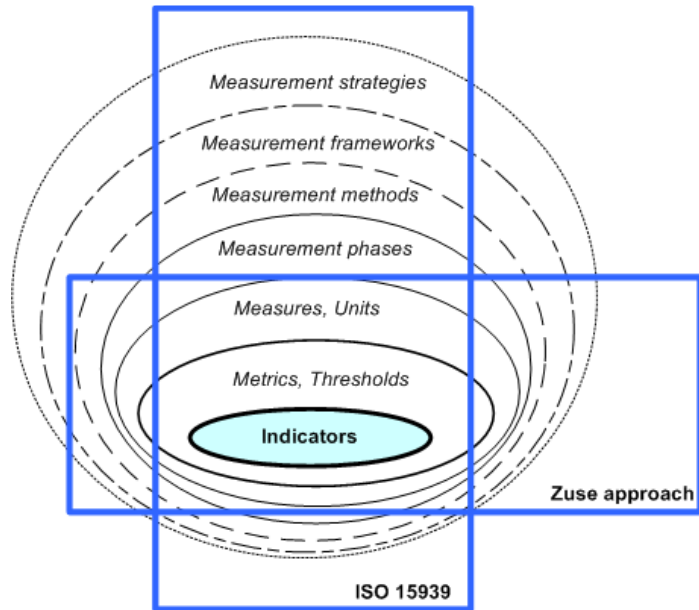 Measurement strategies
Measurement frameworks
Measurement methods
Measurement phases
Measures, Units
Metrics, Thresholds
Indicators
Zuse approach
ISO 15939